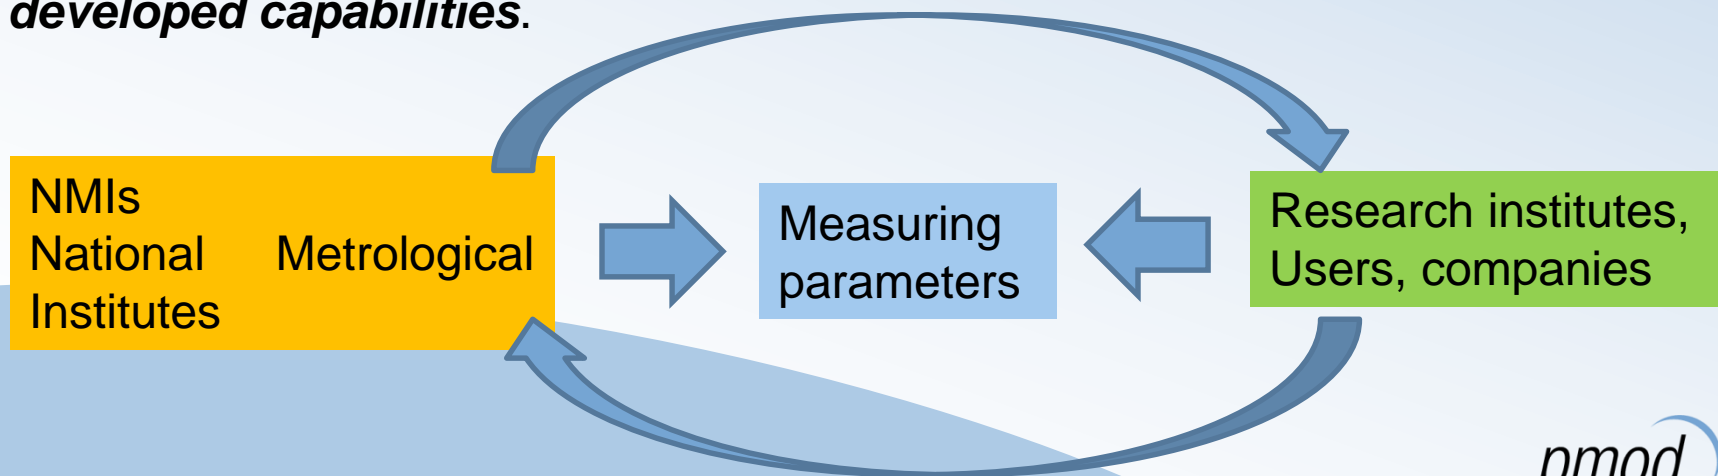 developed capabilities.
NMIs
National Metrological
Institutes
Measuring
parameters
Research institutes,
Users, companies
pmod